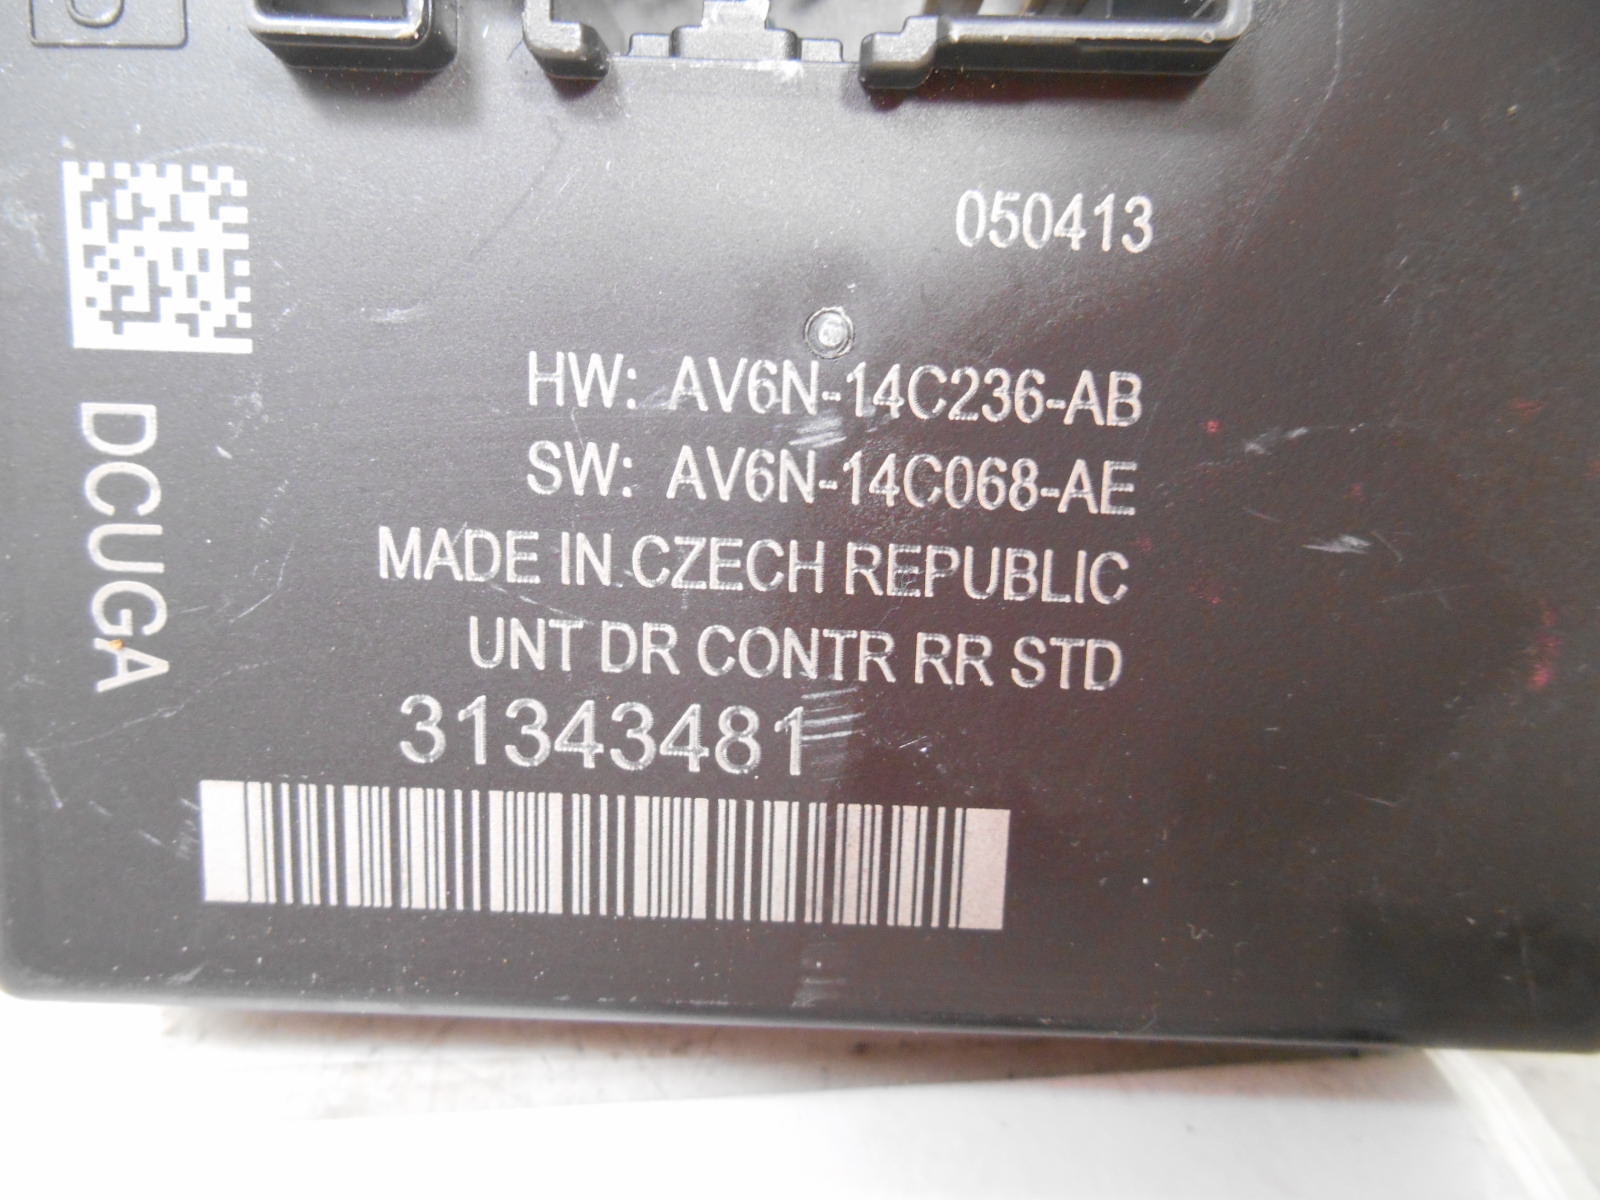 050413
HW: AV6N-14C236-AB
SW: AV6N-14C068-AE
MADE IN CZECH REPUBLIC
UNT DR CONTR RR STD
31343481
DCUGA